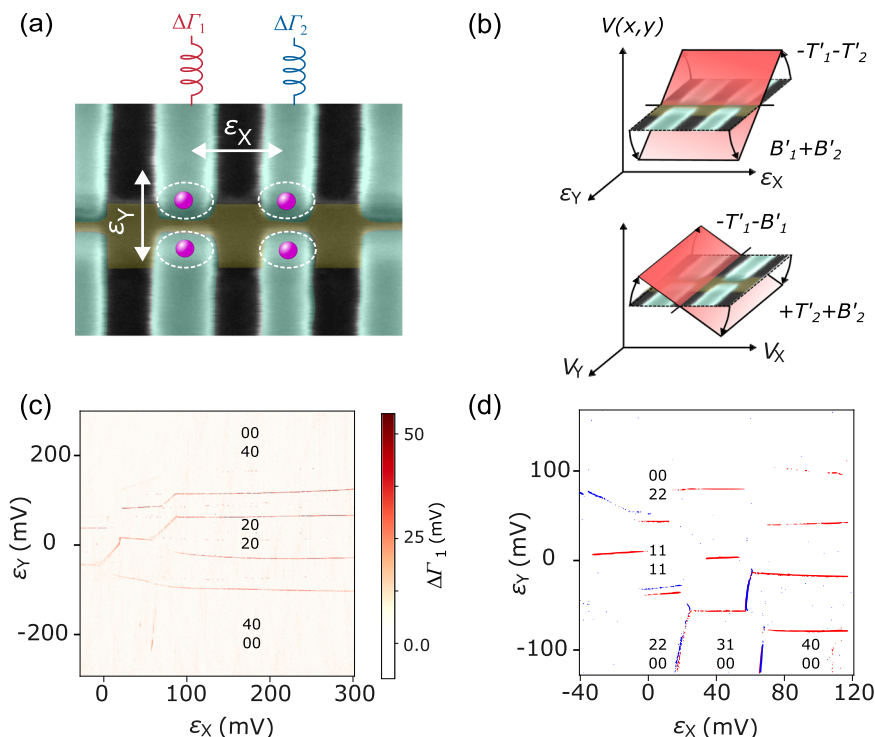 (a)
ΔΓ1 ΔΓ2
εX
εY
(b)
V(x,y)
-T'1-T'2
B'1+B'2
εY εX
-T'1-B'1
+T'2+B'2
VY VX
(c)
00
40
20
20
40
00
200
0
-200
εY (mV)
0 100 200 300
εX (mV)
50
25
0.0
ΔΓ1 (mV)
(d)
00
22
11
11
22 31 40
00 00 00
100
0
-100
εY (mV)
-40 0 40 80 120
εX (mV)